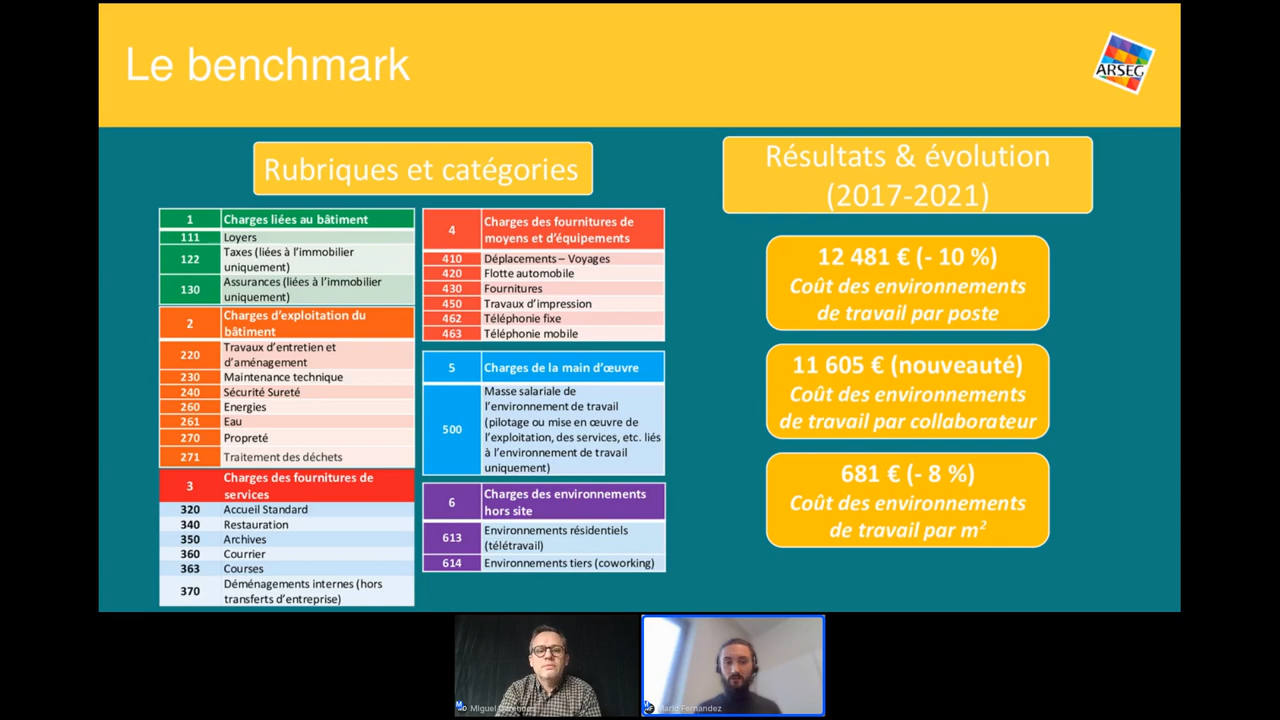 Le benchmark
ARSEG
Rubriques et catégories
1 Charges liées au bâtiment
111 Loyers
122 Taxes (liées à l’immobilier
uniquement)
130 Assurances (liées à l’immobilier
uniquement)
2 Charges d’exploitation du
bâtiment
220 Travaux d’entretien et
d’aménagement
230 Maintenance technique
240 Sécurité Sureté
260 Energies
261 Eau
270 Propreté
271 Traitement des déchets
3 Charges des fournitures de
services
320 Accueil Standard
340 Restauration
350 Archives
360 Courrier
363 Courses
370 Déménagements internes (hors
transferts d’entreprise)
4 Charges des fournitures de
moyens et d’équipements
410 Déplacements – Voyages
420 Flotte automobile
430 Fournitures
450 Travaux d’impression
462 Téléphonie fixe
463 Téléphonie mobile
5 Charges de la main d’œuvre
500 Masse salariale de
l’environnement de travail
(pilotage ou mise en œuvre de
l’exploitation, des services, etc. liés
à l’environnement de travail
uniquement)
6 Charges des environnements
hors site
613 Environnements résidentiels
(télétravail)
614 Environnements tiers (coworking)
Résultats & évolution
(2017-2021)
12 481 € (- 10 %)
Coût des environnements
de travail par poste
11 605 € (nouveauté)
Coût des environnements
de travail par collaborateur
681 € (- 8 %)
Coût des environnements
de travail par m²
Miguel
Mario Fernandez